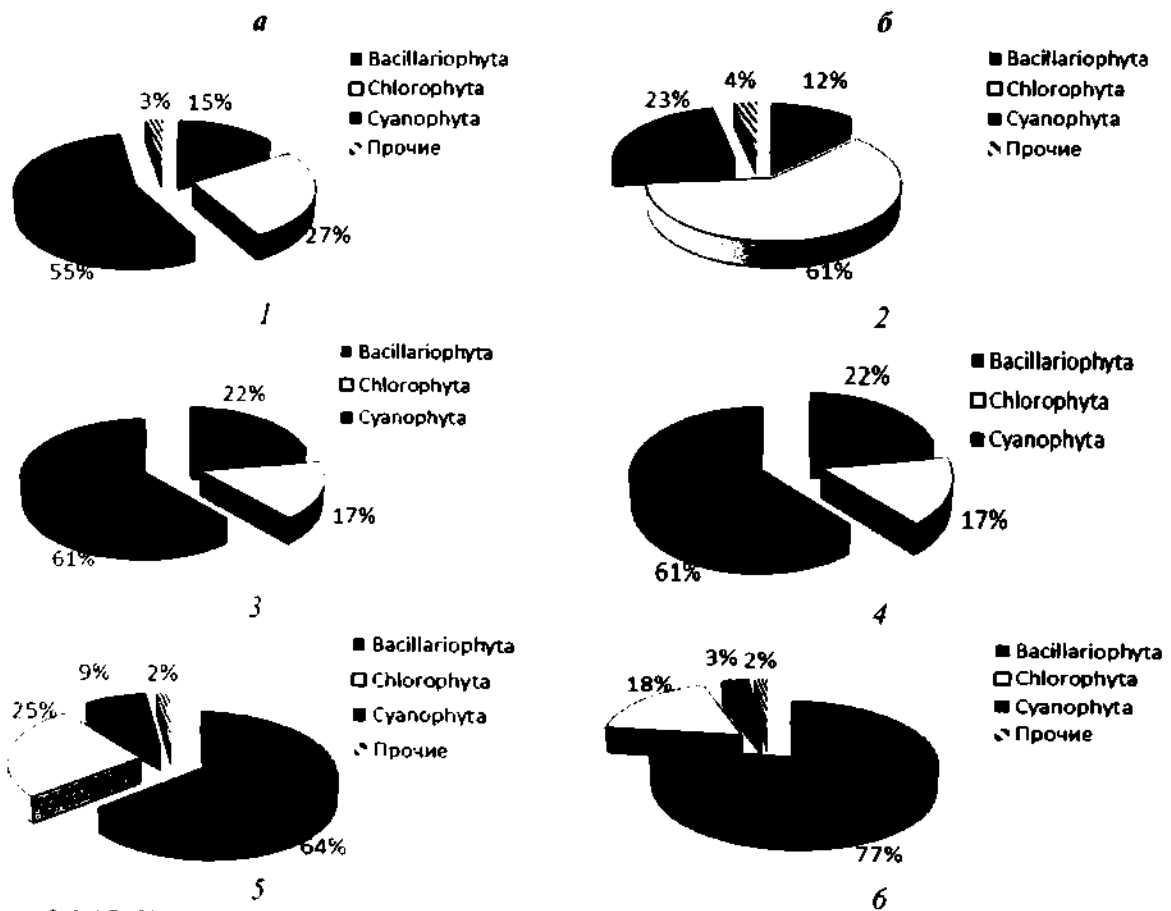 а
Bacillariophyta
Chlorophyta
Cyanophyta
Прочие
3%
15%
27%
55%
1
б
Bacillariophyta
Chlorophyta
Cyanophyta
Прочие
23%
4%
12%
61%
2
Bacillariophyta
Chlorophyta
Cyanophyta
22%
17%
61%
3
Bacillariophyta
Chlorophyta
Cyanophyta
22%
17%
61%
4
Bacillariophyta
Chlorophyta
Cyanophyta
Прочие
25%
9%
2%
64%
5
Bacillariophyta
Chlorophyta
Cyanophyta
Прочие
18%
3%
2%
77%
6